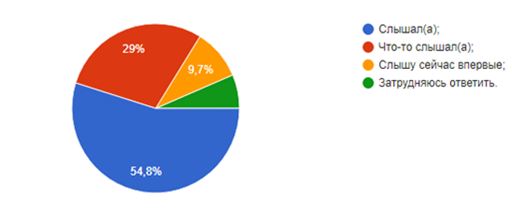 29%
9,7%
54,8%
Слышал(а);
Что-то слышал(а);
Слышу сейчас впервые;
Затрудняюсь ответить.